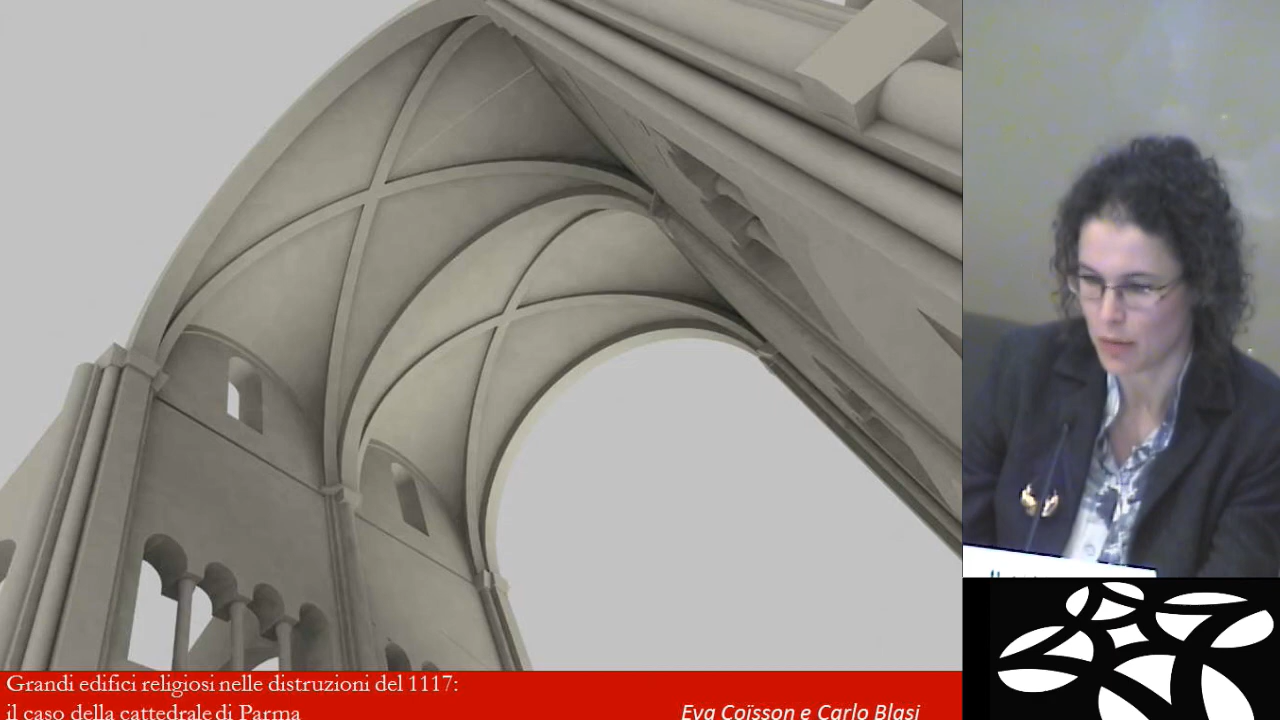 Grandi edifici religiosi nelle distruzioni del 1117:
il caso della cattedrale di Parma
Eva Coïsson e Carlo Blasi